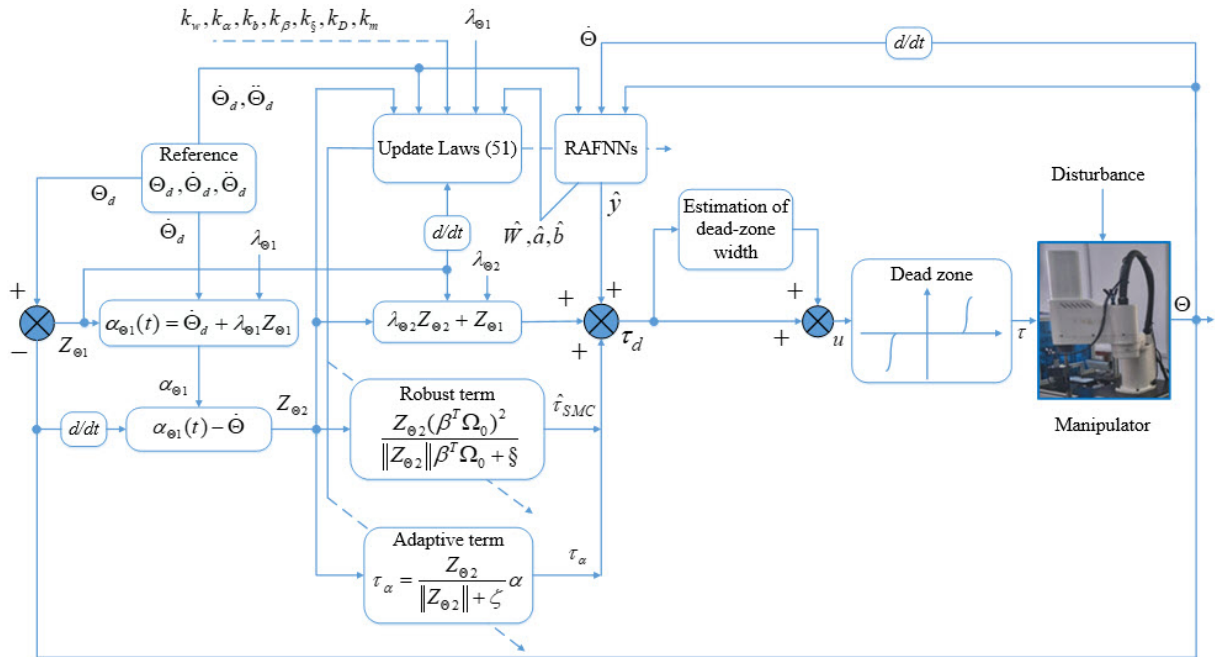 k_w, k_α, k_b, k_β, k_§, k_D, k_m
λ_Θ1
Θ̇
d/dt
Θ̇_d, Θ̈_d
Update Laws (51)
RAFNNs
Reference
Θ_d, Θ̇_d, Θ̈_d
Θ_d
Θ̇_d
λ_Θ1
d/dt
Ŵ, â, b̂
ŷ
Estimation of
dead-zone
width
Disturbance
λ_Θ2
Dead zone
+
−
Z_Θ1
α_Θ1(t) = Θ̇_d + λ_Θ1 Z_Θ1
λ_Θ2 Z_Θ2 + Z_Θ1
+
+
+
τ_d
+
+
u
τ
Θ
Manipulator
α_Θ1
d/dt
α_Θ1(t) − Θ̇
Z_Θ2
Robust term
Z_Θ2(β^T Ω_0)^2
‖Z_Θ2‖β^T Ω_0 + §
τ̂_SMC
Adaptive term
τ_α = Z_Θ2 / (‖Z_Θ2‖ + ζ) α
τ_α